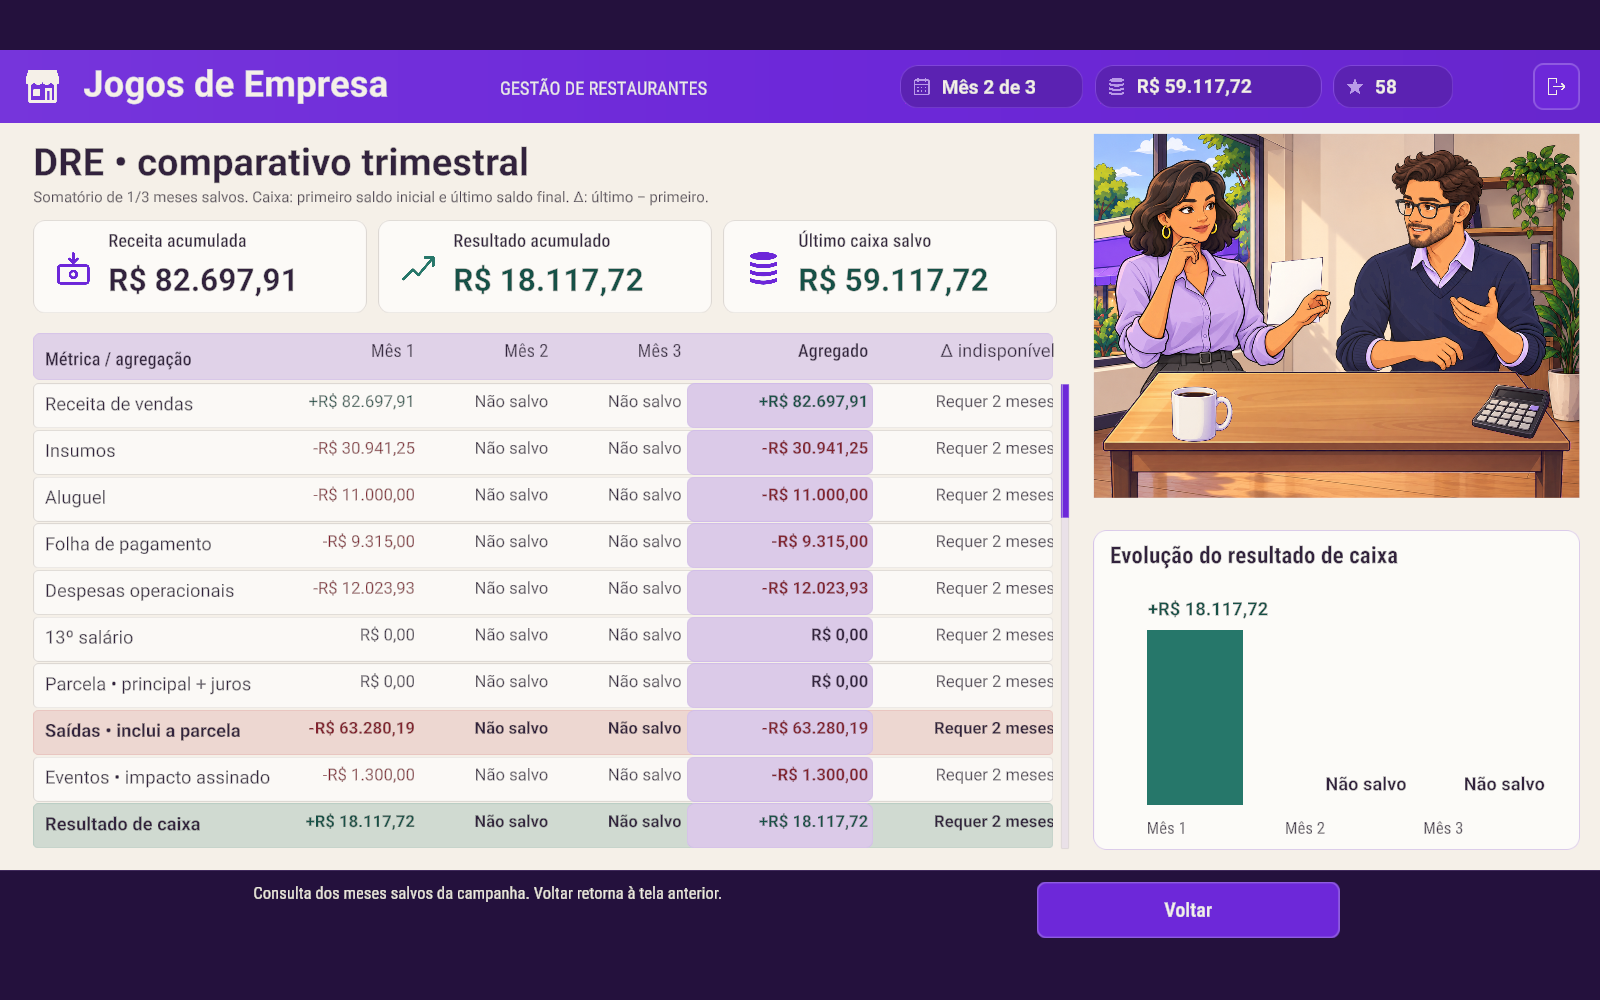 Jogos de Empresa
GESTÃO DE RESTAURANTES
Mês 2 de 3
R$ 59.117,72
58
DRE • comparativo trimestral
Somatório de 1/3 meses salvos. Caixa: primeiro saldo inicial e último saldo final. Δ: último − primeiro.
Receita acumulada
R$ 82.697,91
Resultado acumulado
R$ 18.117,72
Último caixa salvo
R$ 59.117,72
Métrica / agregação Mês 1 Mês 2 Mês 3 Agregado Δ indisponível
Receita de vendas +R$ 82.697,91 Não salvo Não salvo +R$ 82.697,91 Requer 2 meses
Insumos -R$ 30.941,25 Não salvo Não salvo -R$ 30.941,25 Requer 2 meses
Aluguel -R$ 11.000,00 Não salvo Não salvo -R$ 11.000,00 Requer 2 meses
Folha de pagamento -R$ 9.315,00 Não salvo Não salvo -R$ 9.315,00 Requer 2 meses
Despesas operacionais -R$ 12.023,93 Não salvo Não salvo -R$ 12.023,93 Requer 2 meses
13º salário R$ 0,00 Não salvo Não salvo R$ 0,00 Requer 2 meses
Parcela • principal + juros R$ 0,00 Não salvo Não salvo R$ 0,00 Requer 2 meses
Saídas • inclui a parcela -R$ 63.280,19 Não salvo Não salvo -R$ 63.280,19 Requer 2 meses
Eventos • impacto assinado -R$ 1.300,00 Não salvo Não salvo -R$ 1.300,00 Requer 2 meses
Resultado de caixa +R$ 18.117,72 Não salvo Não salvo +R$ 18.117,72 Requer 2 meses
Evolução do resultado de caixa
+R$ 18.117,72
Não salvo Não salvo
Mês 1 Mês 2 Mês 3
Consulta dos meses salvos da campanha. Voltar retorna à tela anterior.
Voltar